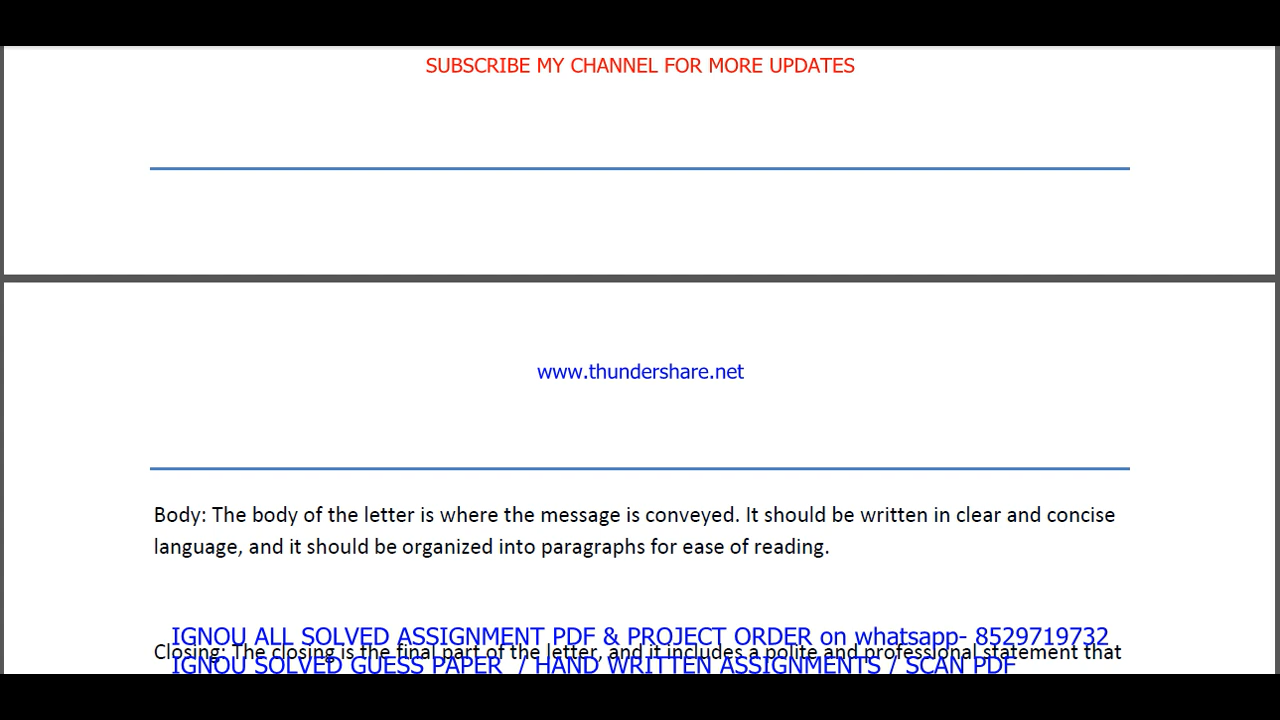 SUBSCRIBE MY CHANNEL FOR MORE UPDATES
www.thundershare.net
Body: The body of the letter is where the message is conveyed. It should be written in clear and concise
language, and it should be organized into paragraphs for ease of reading.
IGNOU ALL SOLVED ASSIGNMENT PDF & PROJECT ORDER on whatsapp- 8529719732
Closing: The closing is the final part of the letter, and it includes a polite and professional statement that
IGNOU SOLVED GUESS PAPER / HAND WRITTEN ASSIGNMENTS / SCAN PDF